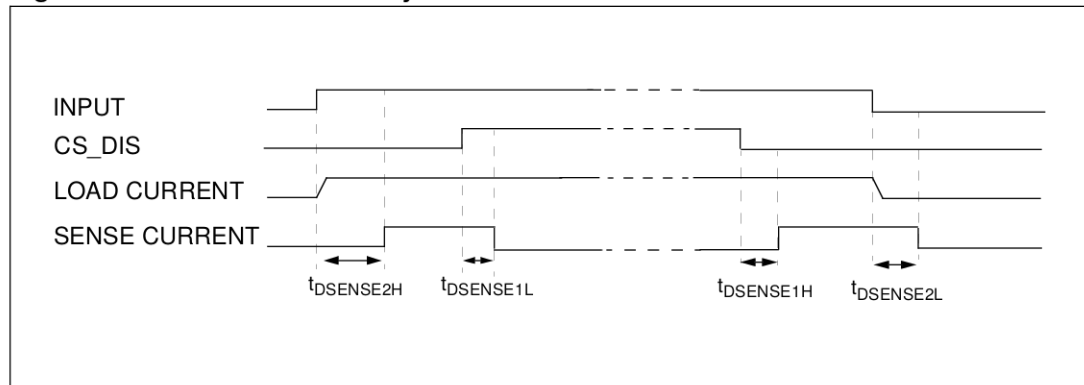 INPUT
CS_DIS
LOAD CURRENT
SENSE CURRENT
tDSENSE2H tDSENSE1L tDSENSE1H tDSENSE2L